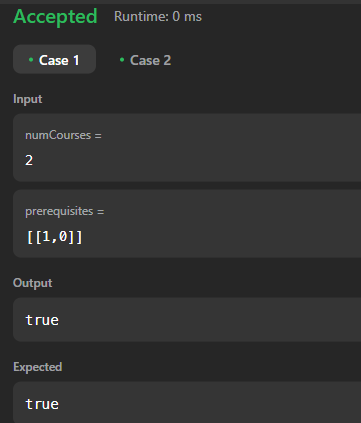 Accepted Runtime: 0 ms
• Case 1 • Case 2
Input
numCourses =
2
prerequisites =
[[1,0]]
Output
true
Expected
true